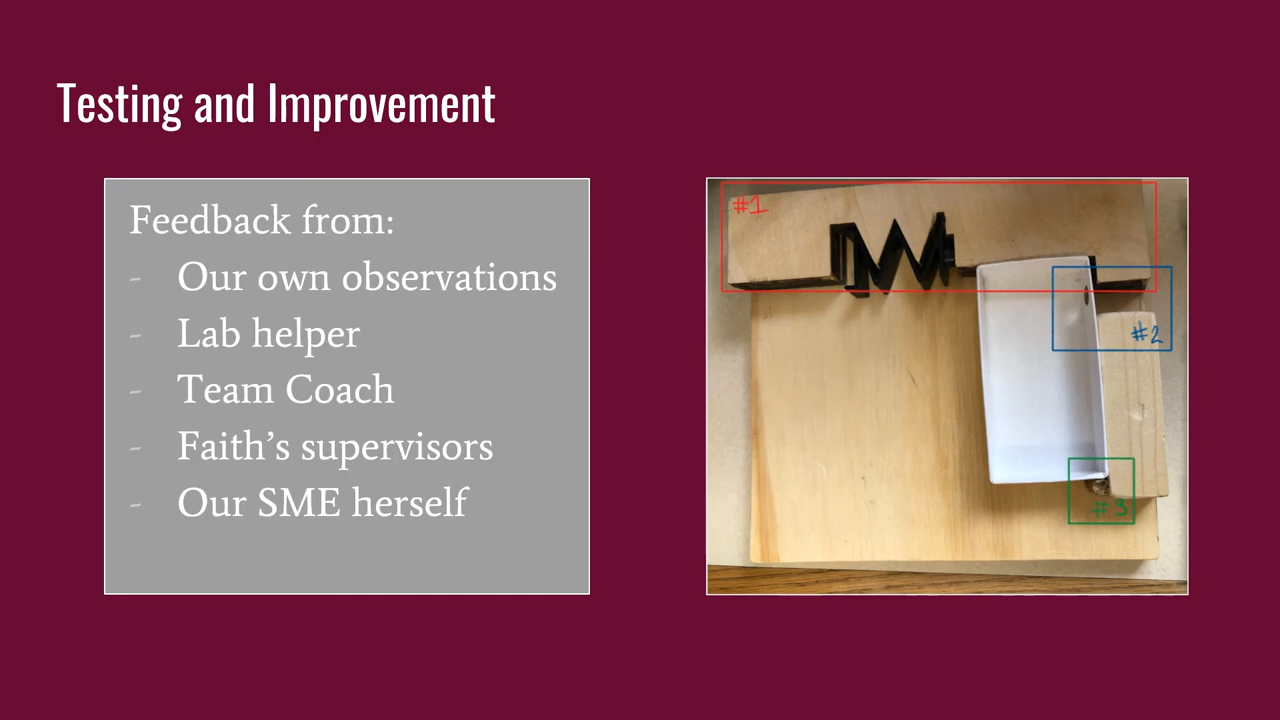 Testing and Improvement
Feedback from:
- Our own observations
- Lab helper
- Team Coach
- Faith’s supervisors
- Our SME herself
#1
#2
#3